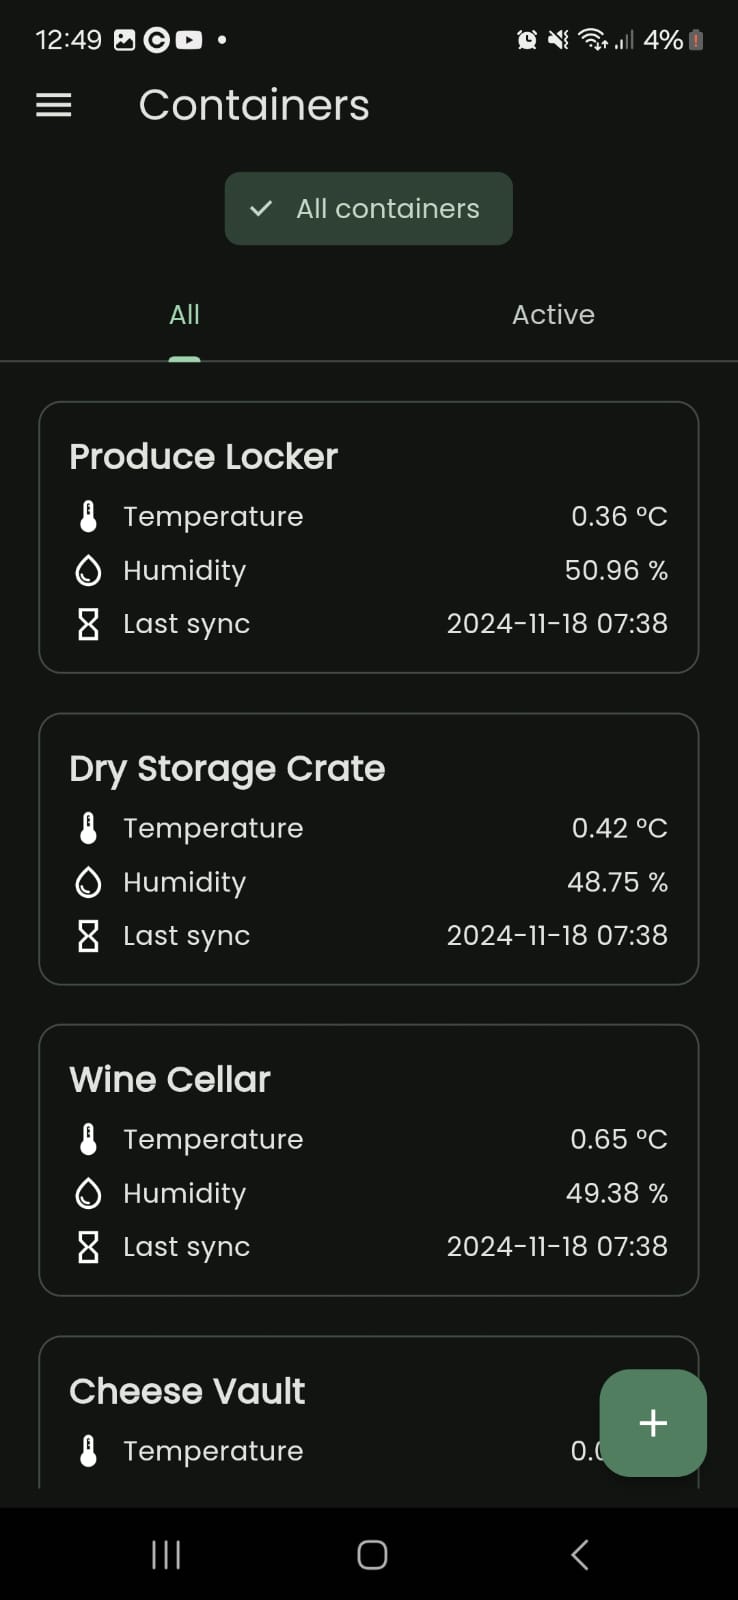 12:49 4%
Containers
All containers
All Active
Produce Locker
Temperature 0.36 °C
Humidity 50.96 %
Last sync 2024-11-18 07:38
Dry Storage Crate
Temperature 0.42 °C
Humidity 48.75 %
Last sync 2024-11-18 07:38
Wine Cellar
Temperature 0.65 °C
Humidity 49.38 %
Last sync 2024-11-18 07:38
Cheese Vault
Temperature